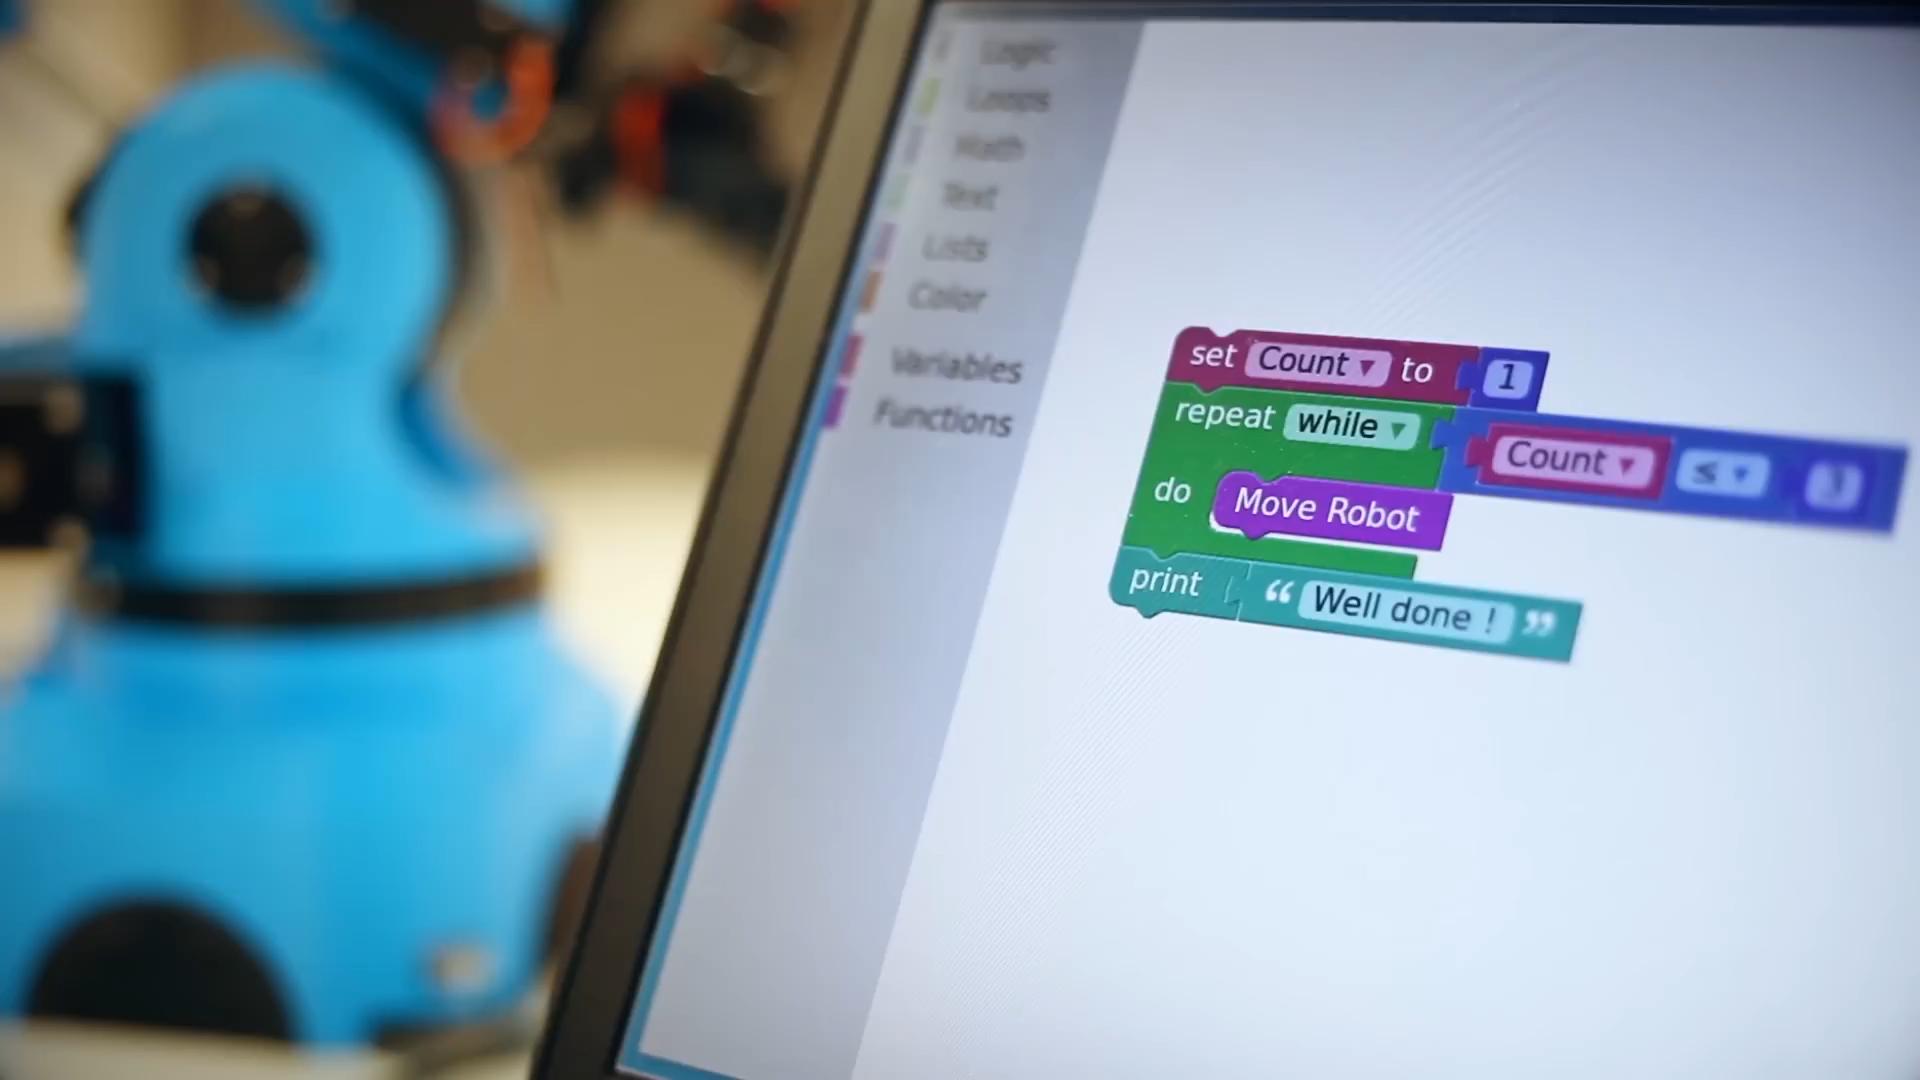 Logic
Loops
Math
Text
Lists
Color
Variables
Functions
set Count ▾ to 1
repeat while ▾ Count ▾ ≤ ▾
do Move Robot
print “ Well done ! ”